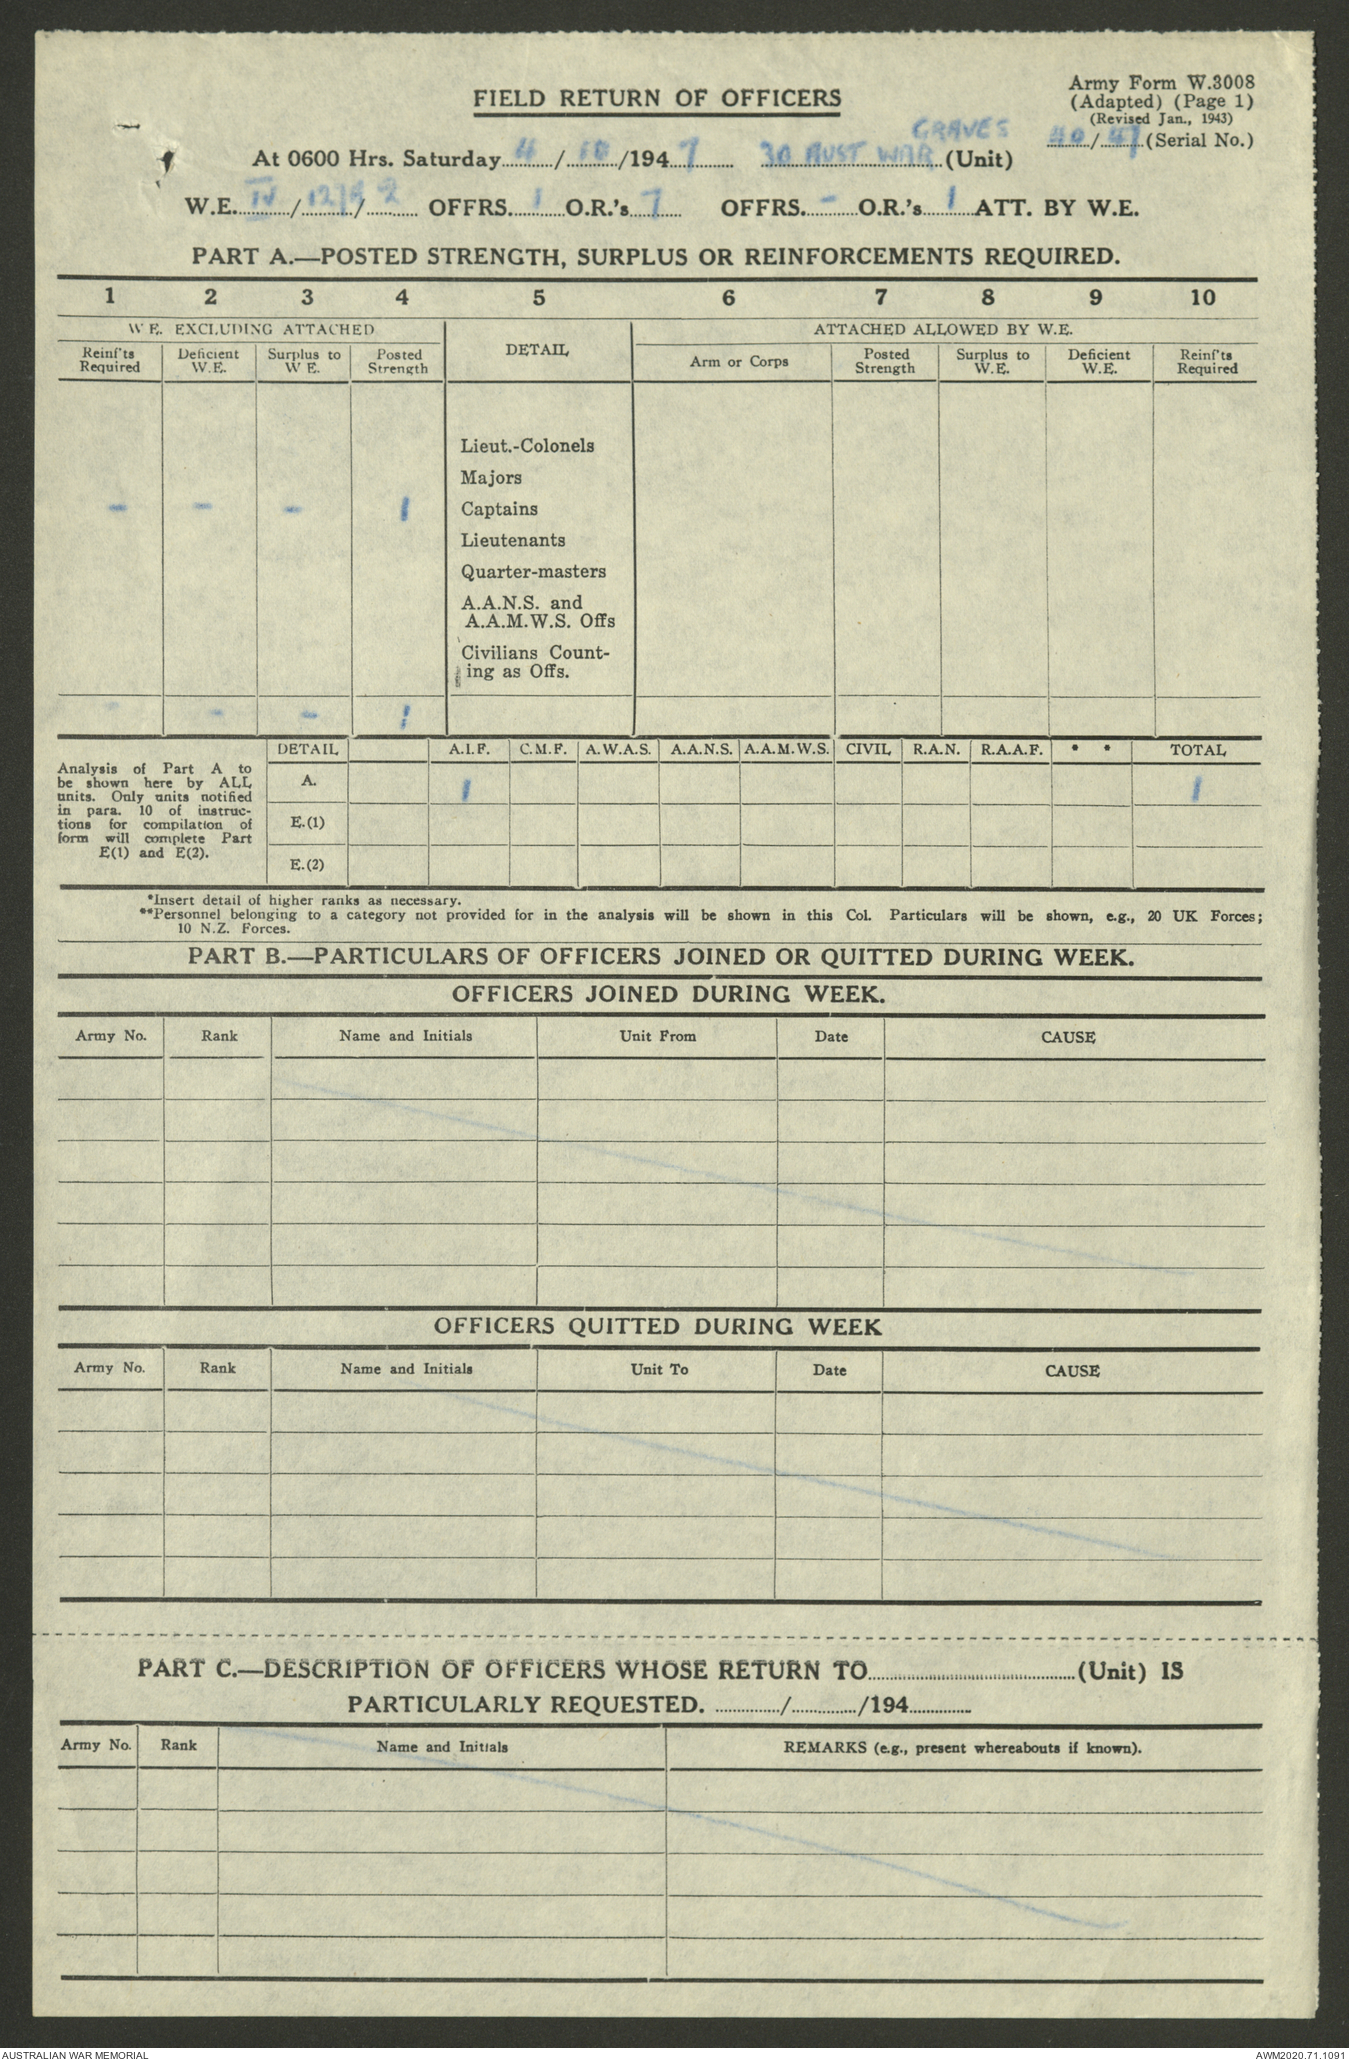 Army Form W.3008
(Adapted) (Page 1)
(Revised Jan., 1943)
40/47 (Serial No.)
FIELD RETURN OF OFFICERS
At 0600 Hrs. Saturday 4/10/1947 30 AUST WAR GRAVES (Unit)
W.E. IV/12/ OFFRS. 1 O.R.'s 7 OFFRS. - O.R.'s 1 ATT. BY W.E.
PART A.—POSTED STRENGTH, SURPLUS OR REINFORCEMENTS REQUIRED.
1 2 3 4 5 6 7 8 9 10
W E. EXCLUDING ATTACHED DETAIL ATTACHED ALLOWED BY W.E.
Reinf'ts Required Deficient W.E. Surplus to W E. Posted Strength Arm or Corps Posted Strength Surplus to W.E. Deficient W.E. Reinf'ts Required
Lieut.-Colonels
Majors
- - - 1 Captains
Lieutenants
Quarter-masters
A.A.N.S. and
A.A.M.W.S. Offs
Civilians Count-
ing as Offs.
- - - 1
Analysis of Part A to
be shown here by ALL
units. Only units notified
in para. 10 of instruc-
tions for compilation of
form will complete Part
E(1) and E(2).
DETAIL A.I.F. C.M.F. A.W.A.S. A.A.N.S. A.A.M.W.S. CIVIL R.A.N. R.A.A.F. * * TOTAL
A. 1 1
E.(1)
E.(2)
*Insert detail of higher ranks as necessary.
**Personnel belonging to a category not provided for in the analysis will be shown in this Col. Particulars will be shown, e.g., 20 UK Forces;
10 N.Z. Forces.
PART B.—PARTICULARS OF OFFICERS JOINED OR QUITTED DURING WEEK.
OFFICERS JOINED DURING WEEK.
Army No. Rank Name and Initials Unit From Date CAUSE
OFFICERS QUITTED DURING WEEK
Army No. Rank Name and Initials Unit To Date CAUSE
PART C.—DESCRIPTION OF OFFICERS WHOSE RETURN TO (Unit) IS
PARTICULARLY REQUESTED. / /194
Army No. Rank Name and Initials REMARKS (e.g., present whereabouts if known).
AUSTRALIAN WAR MEMORIAL
AWM2020.71.1091